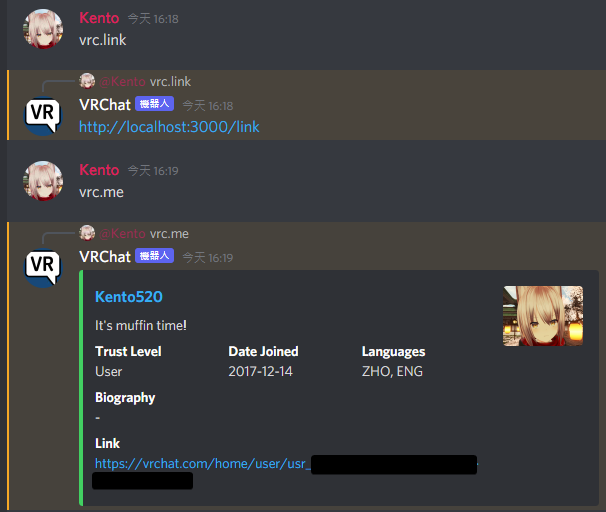 Kento 今天 16:18
vrc.link
@Kento vrc.link
VR VRChat 機器人 今天 16:18
http://localhost:3000/link
Kento 今天 16:19
vrc.me
@Kento vrc.me
VR VRChat 機器人 今天 16:19
Kento520
It's muffin time!
Trust Level Date Joined Languages
User 2017-12-14 ZHO, ENG
Biography
-
Link
https://vrchat.com/home/user/usr_